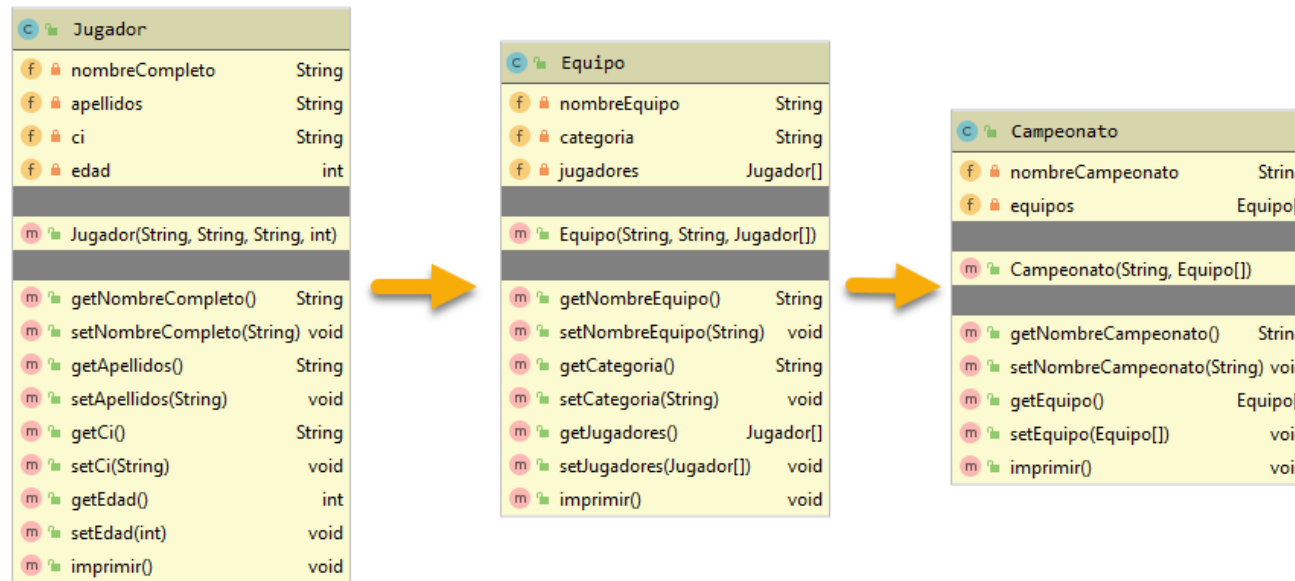 Jugador
nombreCompleto String
apellidos String
ci String
edad int
Jugador(String, String, String, int)
getNombreCompleto() String
setNombreCompleto(String) void
getApellidos() String
setApellidos(String) void
getCi() String
setCi(String) void
getEdad() int
setEdad(int) void
imprimir() void
Equipo
nombreEquipo String
categoria String
jugadores Jugador[]
Equipo(String, String, Jugador[])
getNombreEquipo() String
setNombreEquipo(String) void
getCategoria() String
setCategoria(String) void
getJugadores() Jugador[]
setJugadores(Jugador[]) void
imprimir() void
Campeonato
nombreCampeonato
equipos
Campeonato(String, Equipo[])
getNombreCampeonato()
setNombreCampeonato(String)
getEquipo()
setEquipo(Equipo[])
imprimir()